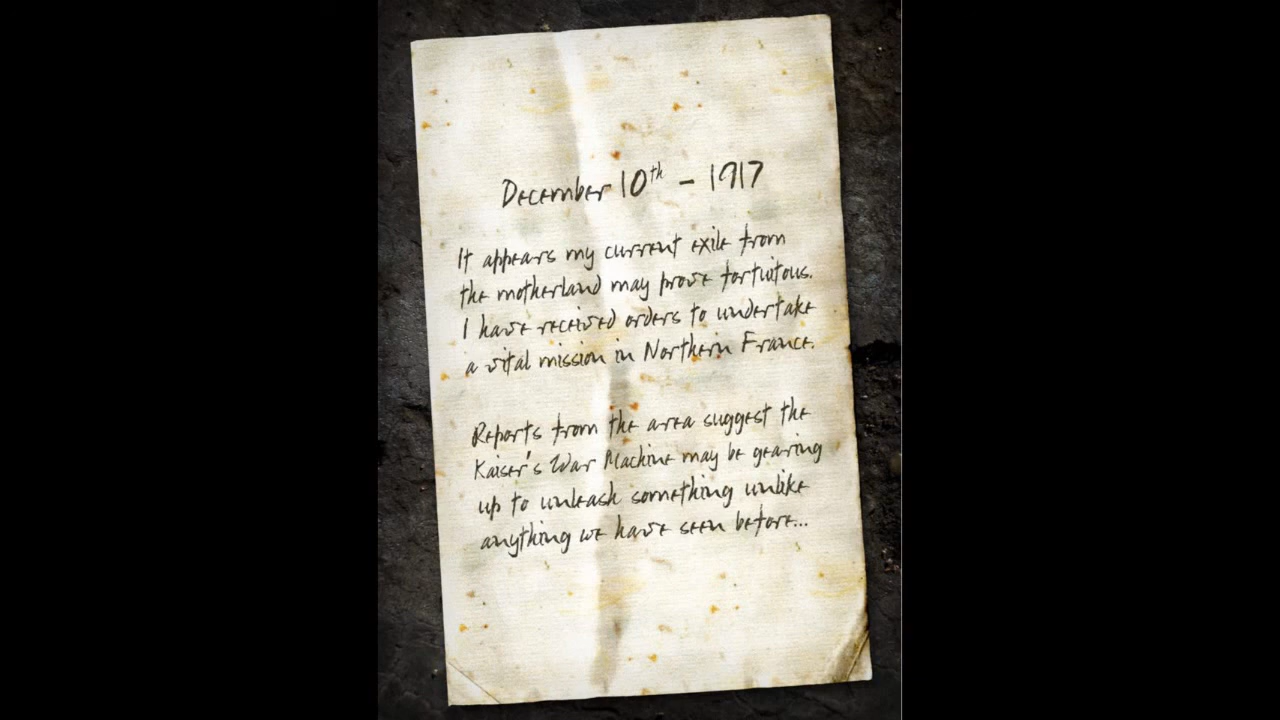 December 10th - 1917
It appears my current exile from
the motherland may prove fortuitous.
I have received orders to undertake
a vital mission in Northern France.
Reports from the area suggest the
Kaiser's War Machine may be gearing
up to unleash something unlike
anything we have seen before...